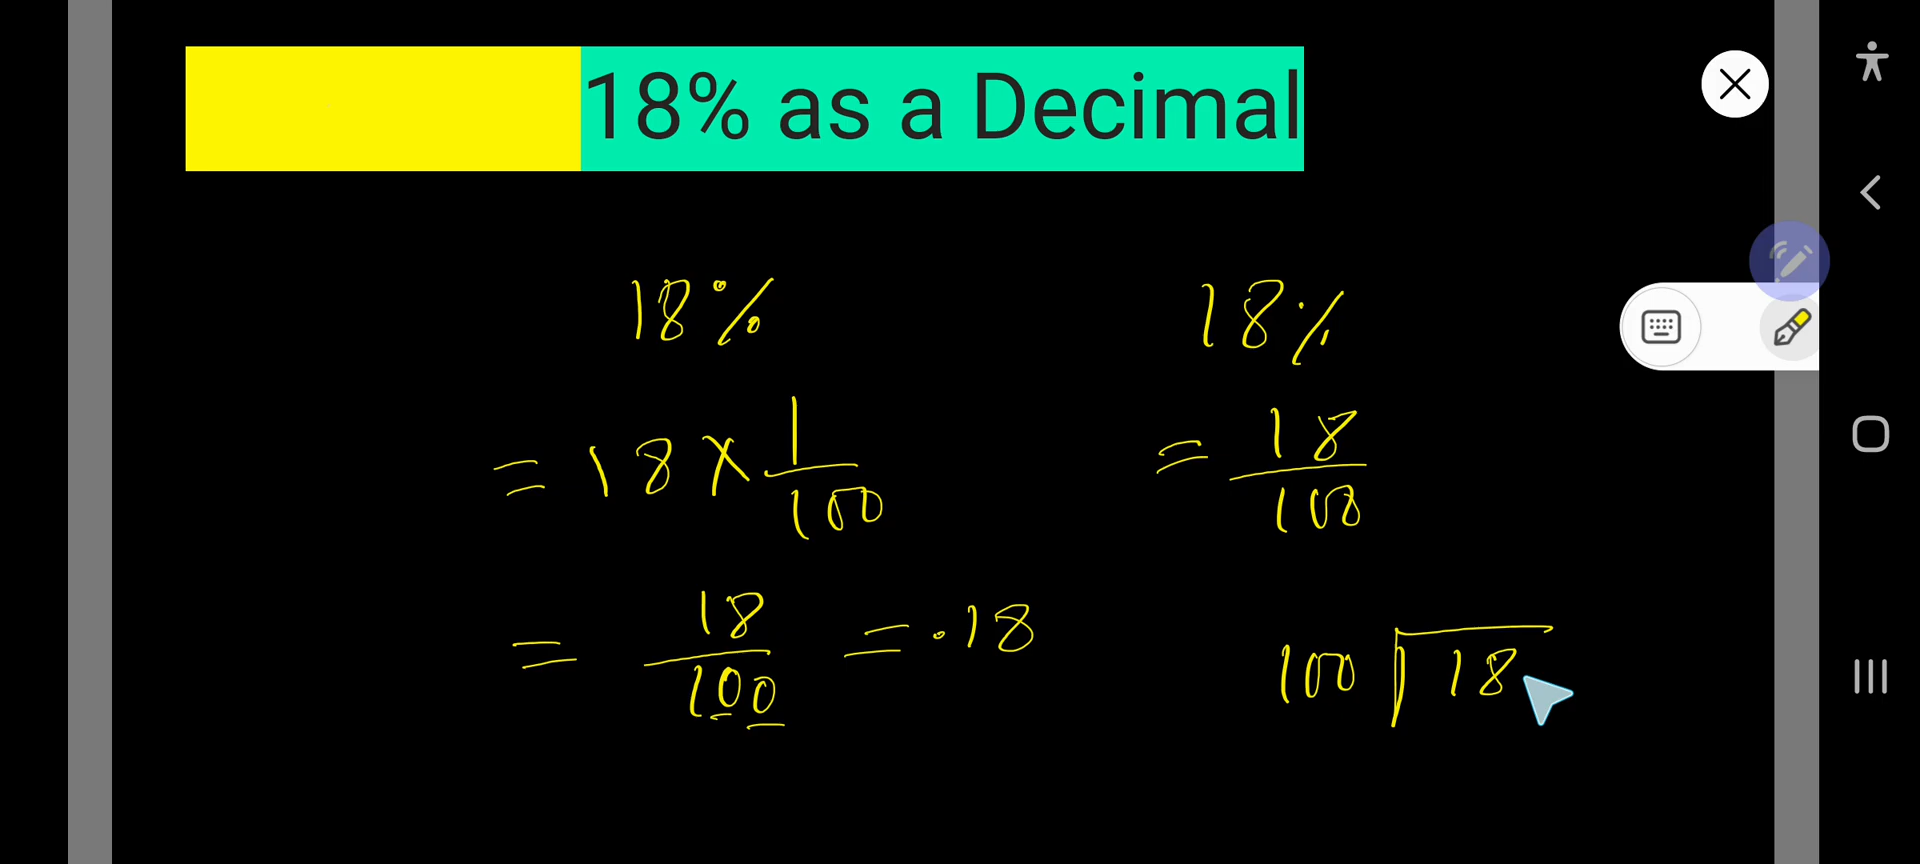 18% as a Decimal
18%
= 18 × 1/100
= 18/100 = .18
18%
= 18/100
100 ⟌ 18